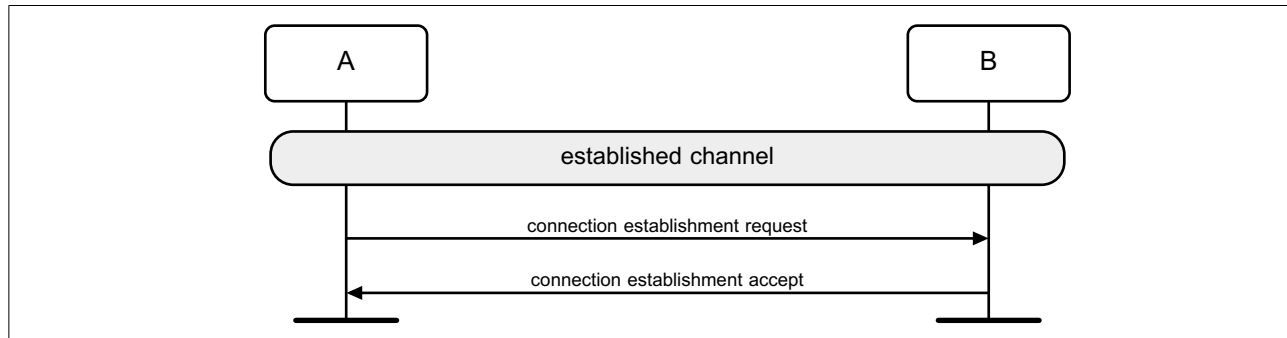 A
B
established channel
connection establishment request
connection establishment accept